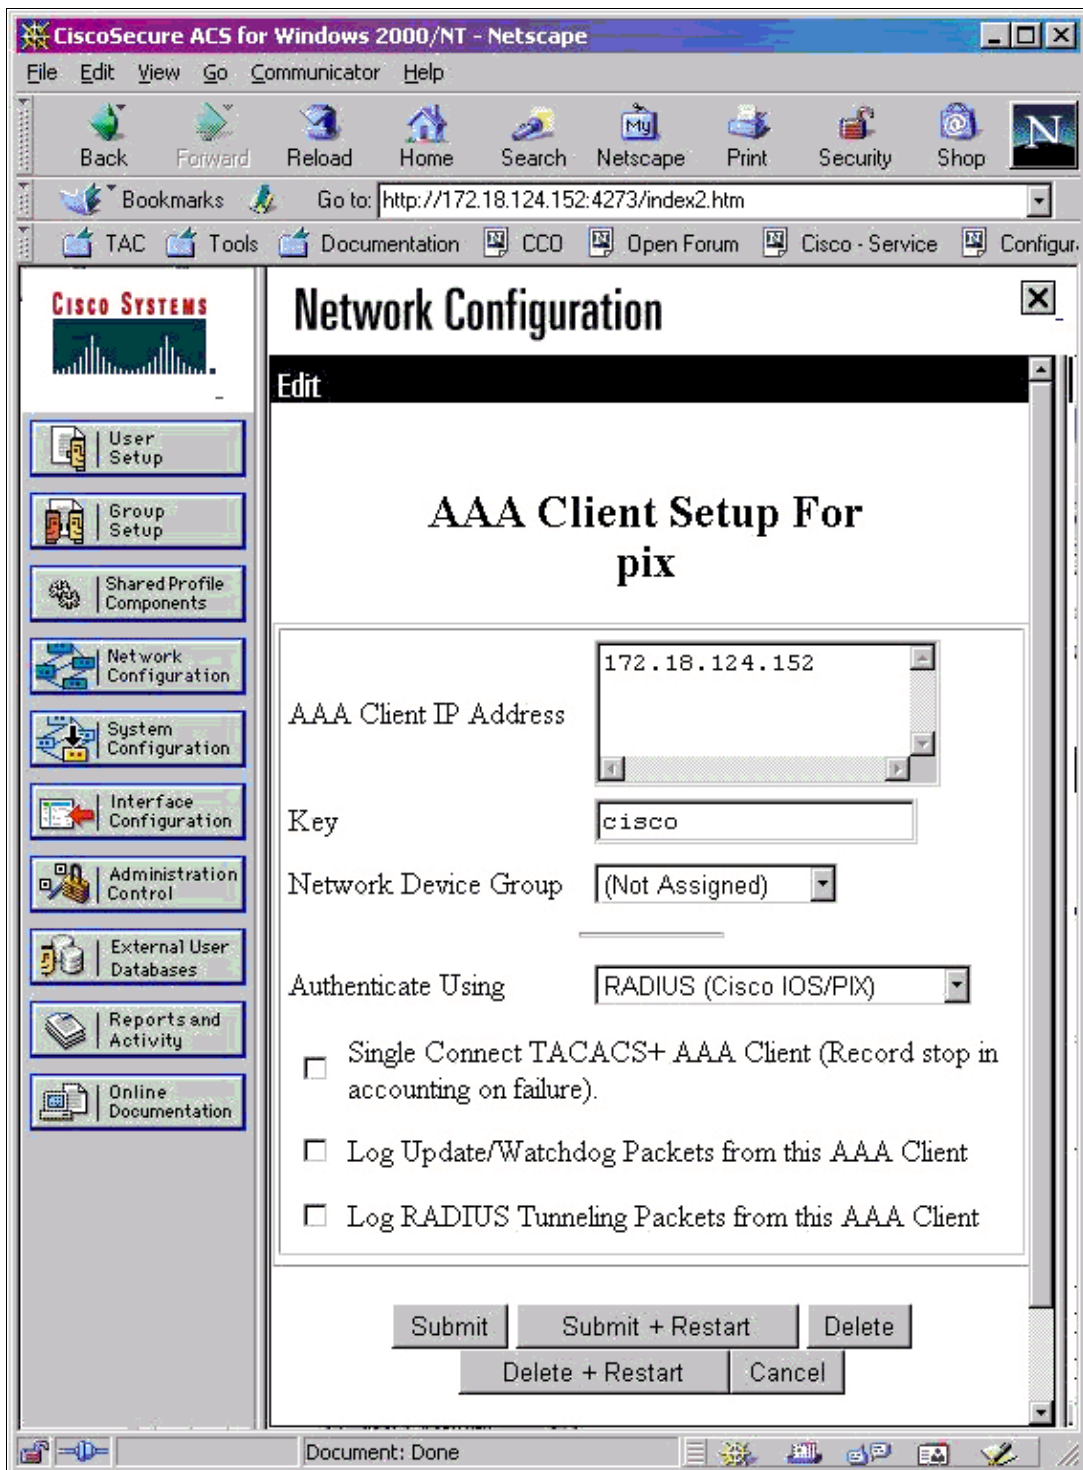 CiscoSecure ACS for Windows 2000/NT - Netscape
File Edit View Go Communicator Help
Back Forward Reload Home Search Netscape Print Security Shop
My
N
Bookmarks Go to: http://172.18.124.152:4273/index2.htm
TAC Tools Documentation CCO Open Forum Cisco - Service Configur
CISCO SYSTEMS
User
Setup
Group
Setup
Shared Profile
Components
Network
Configuration
System
Configuration
Interface
Configuration
Administration
Control
External User
Databases
Reports and
Activity
Online
Documentation
Network Configuration
Edit
AAA Client Setup For
pix
AAA Client IP Address 172.18.124.152
Key cisco
Network Device Group (Not Assigned)
Authenticate Using RADIUS (Cisco IOS/PIX)
Single Connect TACACS+ AAA Client (Record stop in
accounting on failure).
Log Update/Watchdog Packets from this AAA Client
Log RADIUS Tunneling Packets from this AAA Client
Submit Submit + Restart Delete
Delete + Restart Cancel
Document: Done